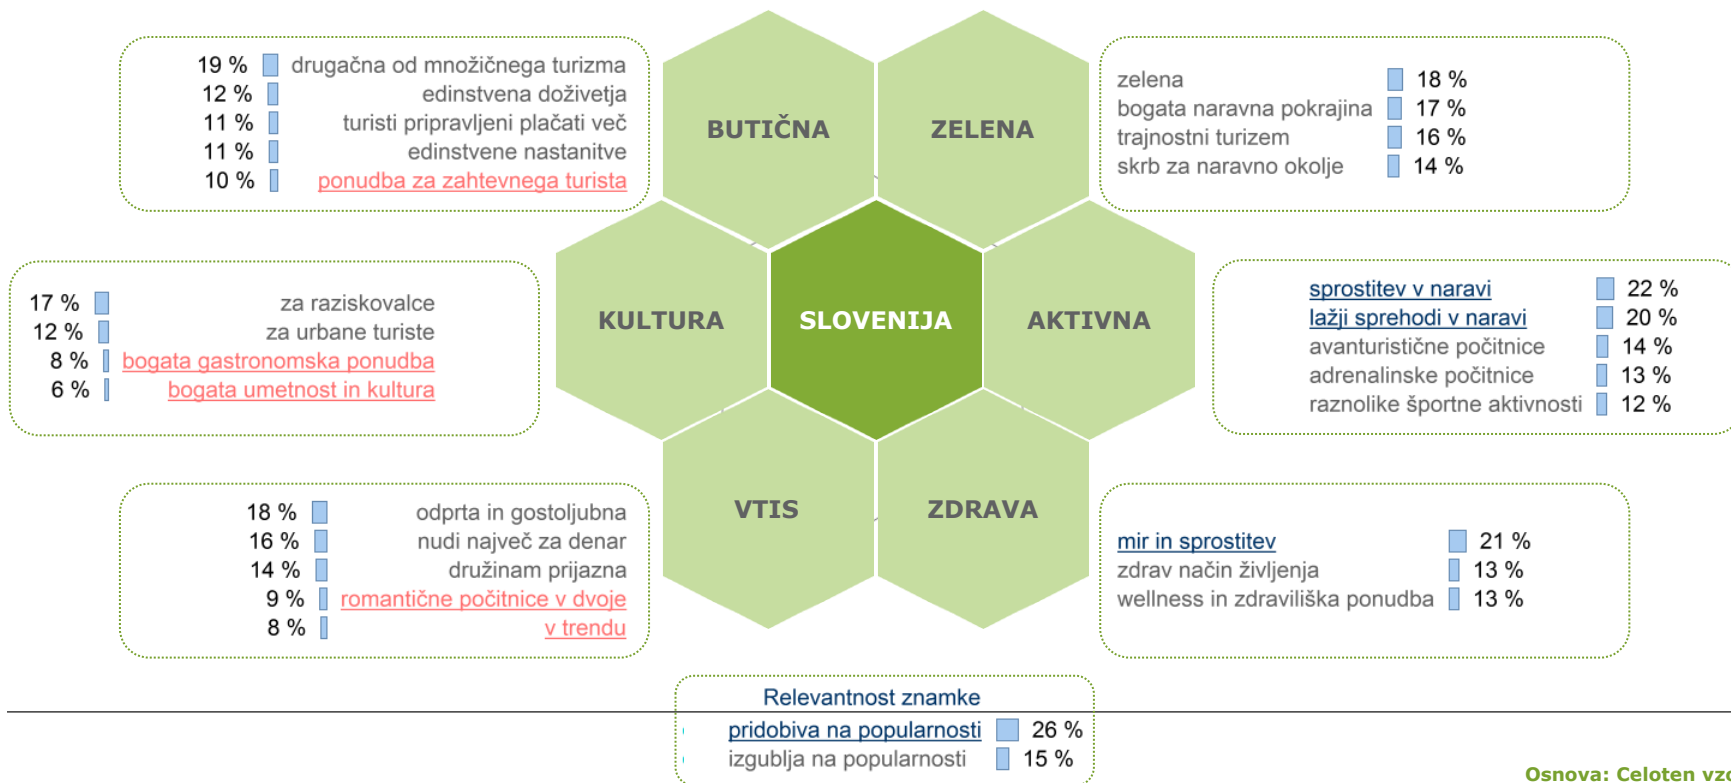 19 % drugačna od množičnega turizma
12 % edinstvena doživetja
11 % turisti pripravljeni plačati več
11 % edinstvene nastanitve
10 % ponudba za zahtevnega turista
BUTIČNA
ZELENA
zelena 18 %
bogata naravna pokrajina 17 %
trajnostni turizem 16 %
skrb za naravno okolje 14 %
17 % za raziskovalce
12 % za urbane turiste
8 % bogata gastronomska ponudba
6 % bogata umetnost in kultura
KULTURA
SLOVENIJA
AKTIVNA
sprostitev v naravi 22 %
lažji sprehodi v naravi 20 %
avanturistične počitnice 14 %
adrenalinske počitnice 13 %
raznolike športne aktivnosti 12 %
18 % odprta in gostoljubna
16 % nudi največ za denar
14 % družinam prijazna
9 % romantične počitnice v dvoje
8 % v trendu
VTIS
ZDRAVA
mir in sprostitev 21 %
zdrav način življenja 13 %
wellness in zdraviliška ponudba 13 %
Relevantnost znamke
pridobiva na popularnosti 26 %
izgublja na popularnosti 15 %
Osnova: Celoten